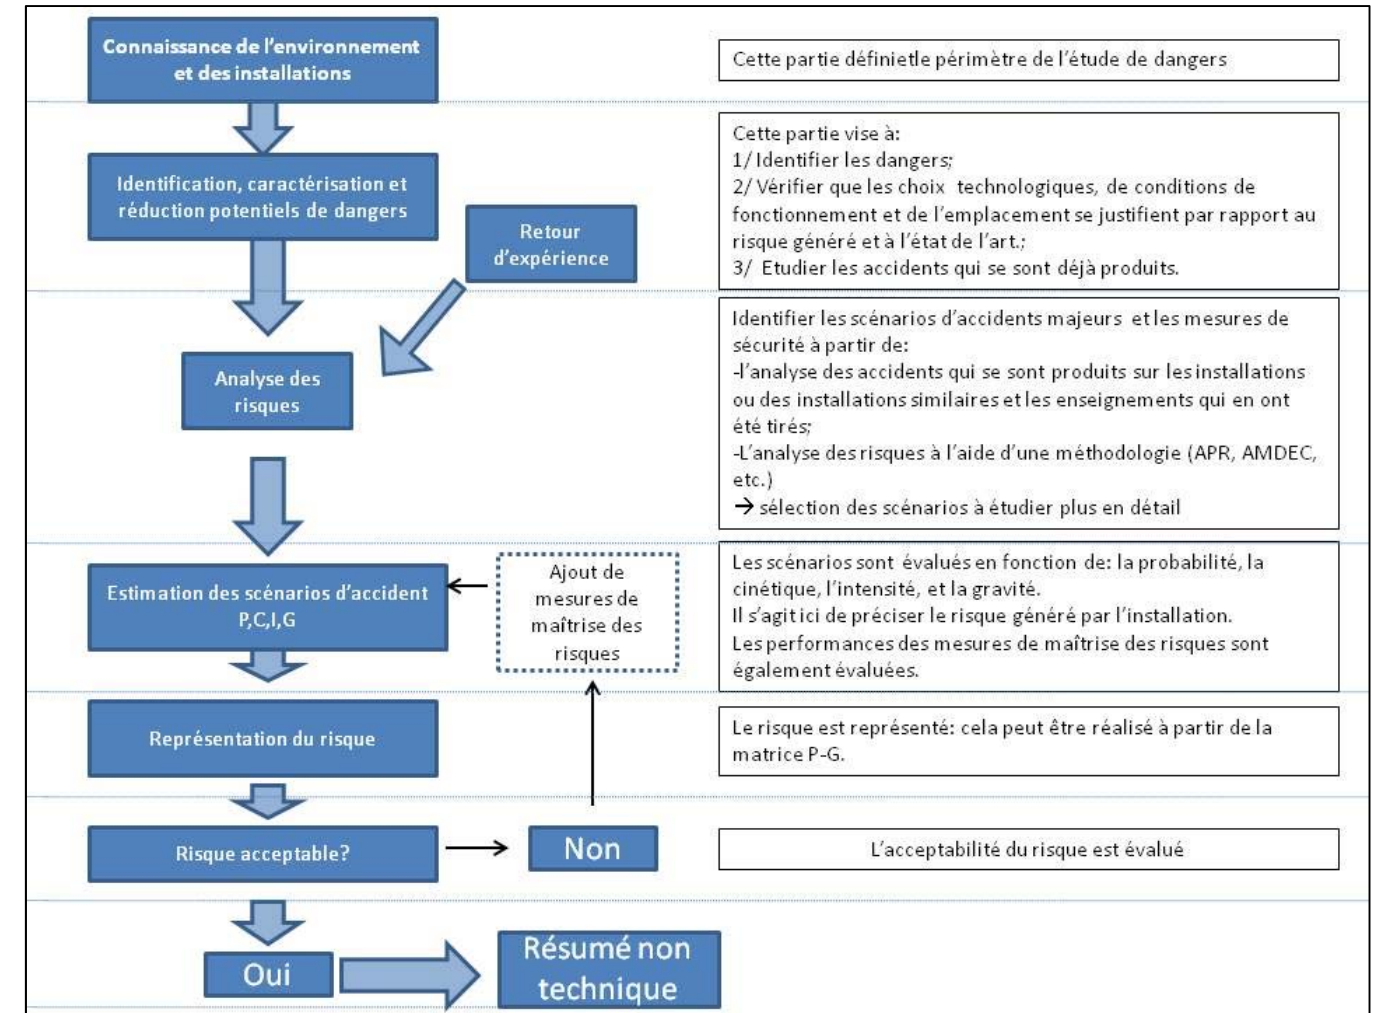 Connaissance de l'environnement
et des installations
Cette partie définietle périmètre de l'étude de dangers
Identification, caractérisation et
réduction potentiels de dangers
Retour
d'expérience
Cette partie vise à:
1/ Identifier les dangers;
2/ Vérifier que les choix technologiques, de conditions de
fonctionnement et de l'emplacement se justifient par rapport au
risque généré et à l'état de l'art.;
3/ Etudier les accidents qui se sont déjà produits.
Analyse des
risques
Identifier les scénarios d'accidents majeurs et les mesures de
sécurité à partir de:
-l'analyse des accidents qui se sont produits sur les installations
ou des installations similaires et les enseignements qui en ont
été tirés;
-L'analyse des risques à l'aide d'une méthodologie (APR, AMDEC,
etc.)
→ sélection des scénarios à étudier plus en détail
Estimation des scénarios d'accident
P,C,I,G
Ajout de
mesures de
maîtrise des
risques
Les scénarios sont évalués en fonction de: la probabilité, la
cinétique, l'intensité, et la gravité.
Il s'agit ici de préciser le risque généré par l'installation.
Les performances des mesures de maîtrise des risques sont
également évaluées.
Représentation du risque
Le risque est représenté: cela peut être réalisé à partir de la
matrice P-G.
Risque acceptable?
Non
L'acceptabilité du risque est évalué
Oui
Résumé non
technique